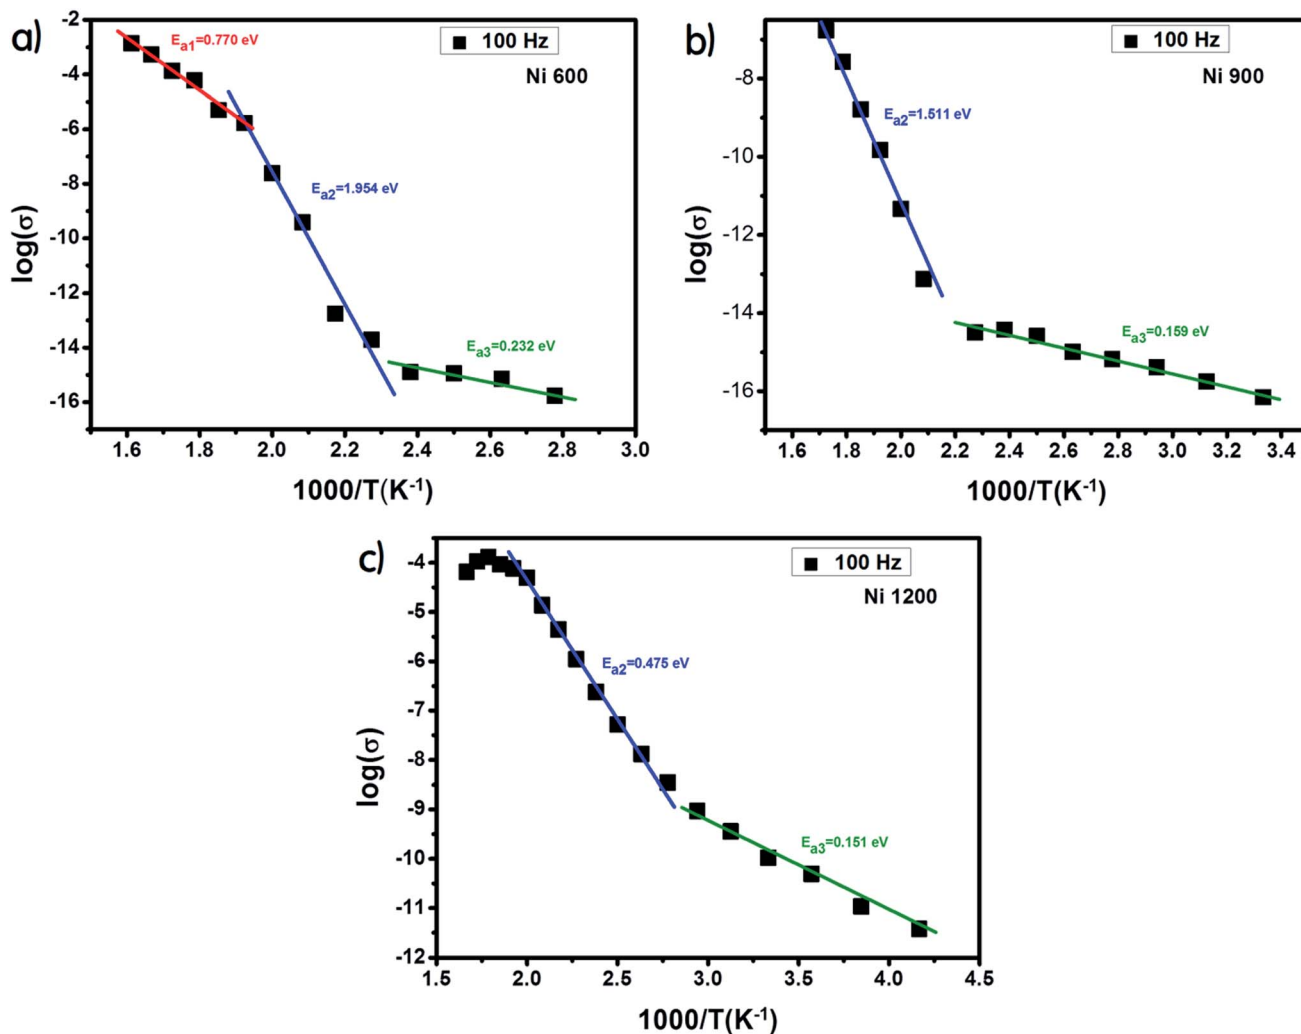 a)
-2
-4
-6
-8
-10
-12
-14
-16
log(σ)
Ea1=0.770 eV
100 Hz
Ni 600
Ea2=1.954 eV
Ea3=0.232 eV
1.6 1.8 2.0 2.2 2.4 2.6 2.8 3.0
1000/T(K-1)
b)
-8
-10
-12
-14
-16
log(σ)
100 Hz
Ni 900
Ea2=1.511 eV
Ea3=0.159 eV
1.6 1.8 2.0 2.2 2.4 2.6 2.8 3.0 3.2 3.4
1000/T(K-1)
c)
-4
-5
-6
-7
-8
-9
-10
-11
-12
log(σ)
100 Hz
Ni 1200
Ea2=0.475 eV
Ea3=0.151 eV
1.5 2.0 2.5 3.0 3.5 4.0 4.5
1000/T(K-1)